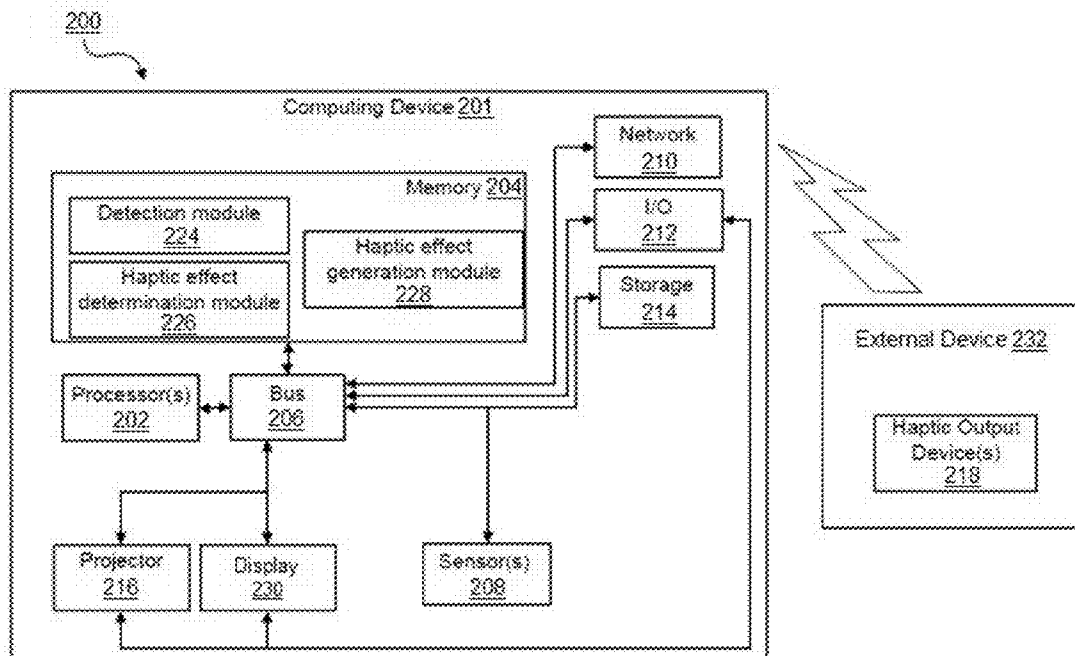 200
Computing Device 201
Network
210
Memory 204
I/O
212
Detection module
224
Haptic effect
generation module
228
Haptic effect
determination module
226
Storage
214
External Device 232
Processor(s)
202
Bus
206
Haptic Output
Device(s)
218
Projector
216
Display
230
Sensor(s)
208